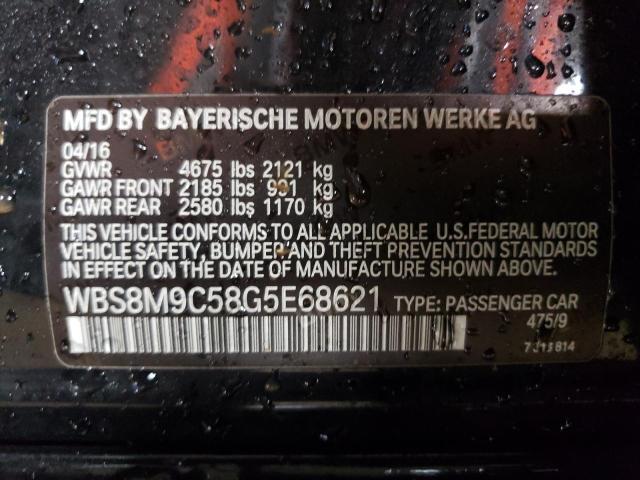 MFD BY BAYERISCHE MOTOREN WERKE AG
04/16
GVWR 4675 lbs 2121 kg
GAWR FRONT 2185 lbs 991 kg
GAWR REAR 2580 lbs 1170 kg
THIS VEHICLE CONFORMS TO ALL APPLICABLE U.S.FEDERAL MOTOR
VEHICLE SAFETY, BUMPER AND THEFT PREVENTION STANDARDS
IN EFFECT ON THE DATE OF MANUFACTURE SHOWN ABOVE.
WBS8M9C58G5E68621 TYPE: PASSENGER CAR
475/9